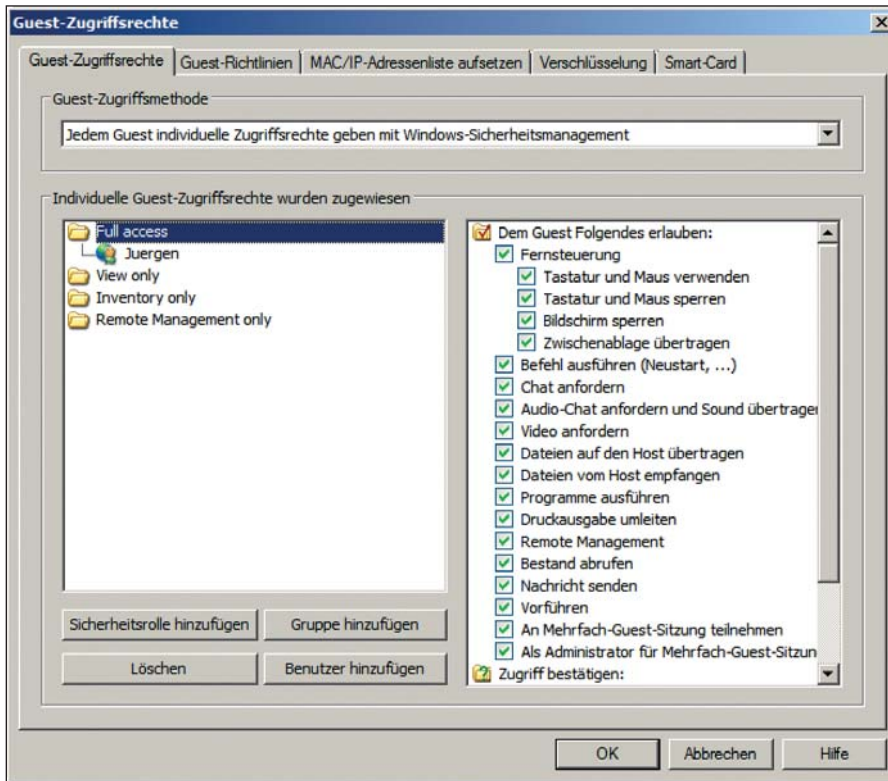 Guest-Zugriffsrechte
Guest-Zugriffsrechte
Guest-Richtlinien
MAC/IP-Adressenliste aufsetzen
Verschlüsselung
Smart-Card
Guest-Zugriffsmethode
Jedem Guest individuelle Zugriffsrechte geben mit Windows-Sicherheitsmanagement
Individuelle Guest-Zugriffsrechte wurden zugewiesen
Full access
Juergen
View only
Inventory only
Remote Management only
Sicherheitsrolle hinzufügen
Gruppe hinzufügen
Löschen
Benutzer hinzufügen
Dem Guest Folgendes erlauben:
Fernsteuerung
Tastatur und Maus verwenden
Tastatur und Maus sperren
Bildschirm sperren
Zwischenablage übertragen
Befehl ausführen (Neustart, ...)
Chat anfordern
Audio-Chat anfordern und Sound übertragen
Video anfordern
Dateien auf den Host übertragen
Dateien vom Host empfangen
Programme ausführen
Druckausgabe umleiten
Remote Management
Bestand abrufen
Nachricht senden
Vorführen
An Mehrfach-Guest-Sitzung teilnehmen
Als Administrator für Mehrfach-Guest-Sitzun
Zugriff bestätigen:
OK
Abbrechen
Hilfe